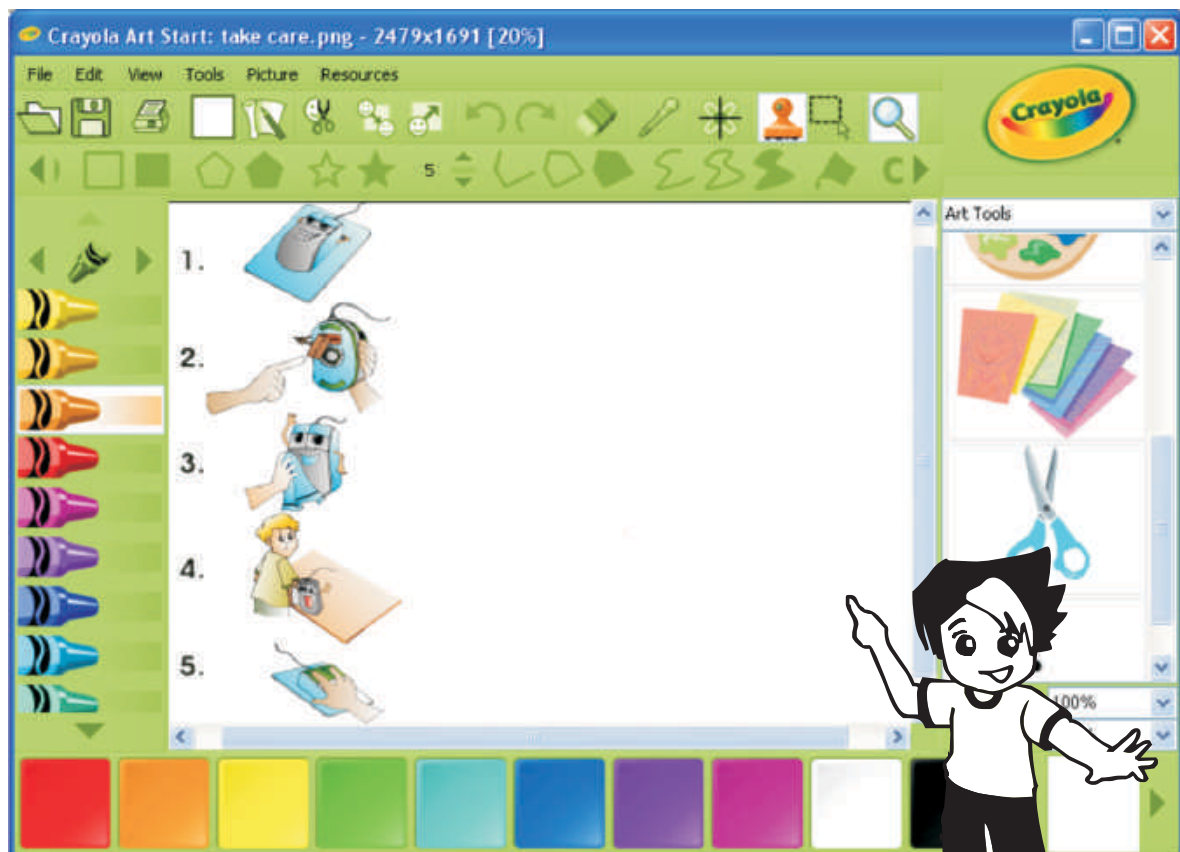 Crayola Art Start: take care.png - 2479x1691 [20%]
File Edit View Tools Picture Resources
Crayola
5
C
Art Tools
1.
2.
3.
4.
5.
100%